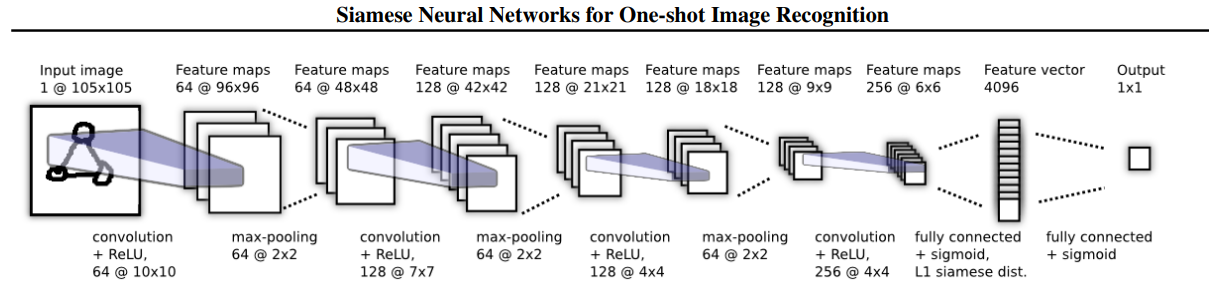 Siamese Neural Networks for One-shot Image Recognition
Input image
1 @ 105x105
Feature maps
64 @ 96x96
Feature maps
64 @ 48x48
Feature maps
128 @ 42x42
Feature maps
128 @ 21x21
Feature maps
128 @ 18x18
Feature maps
128 @ 9x9
Feature maps
256 @ 6x6
Feature vector
4096
Output
1x1
convolution
+ ReLU,
64 @ 10x10
max-pooling
64 @ 2x2
convolution
+ ReLU,
128 @ 7x7
max-pooling
64 @ 2x2
convolution
+ ReLU,
128 @ 4x4
max-pooling
64 @ 2x2
convolution
+ ReLU,
256 @ 4x4
fully connected
+ sigmoid,
L1 siamese dist.
fully connected
+ sigmoid